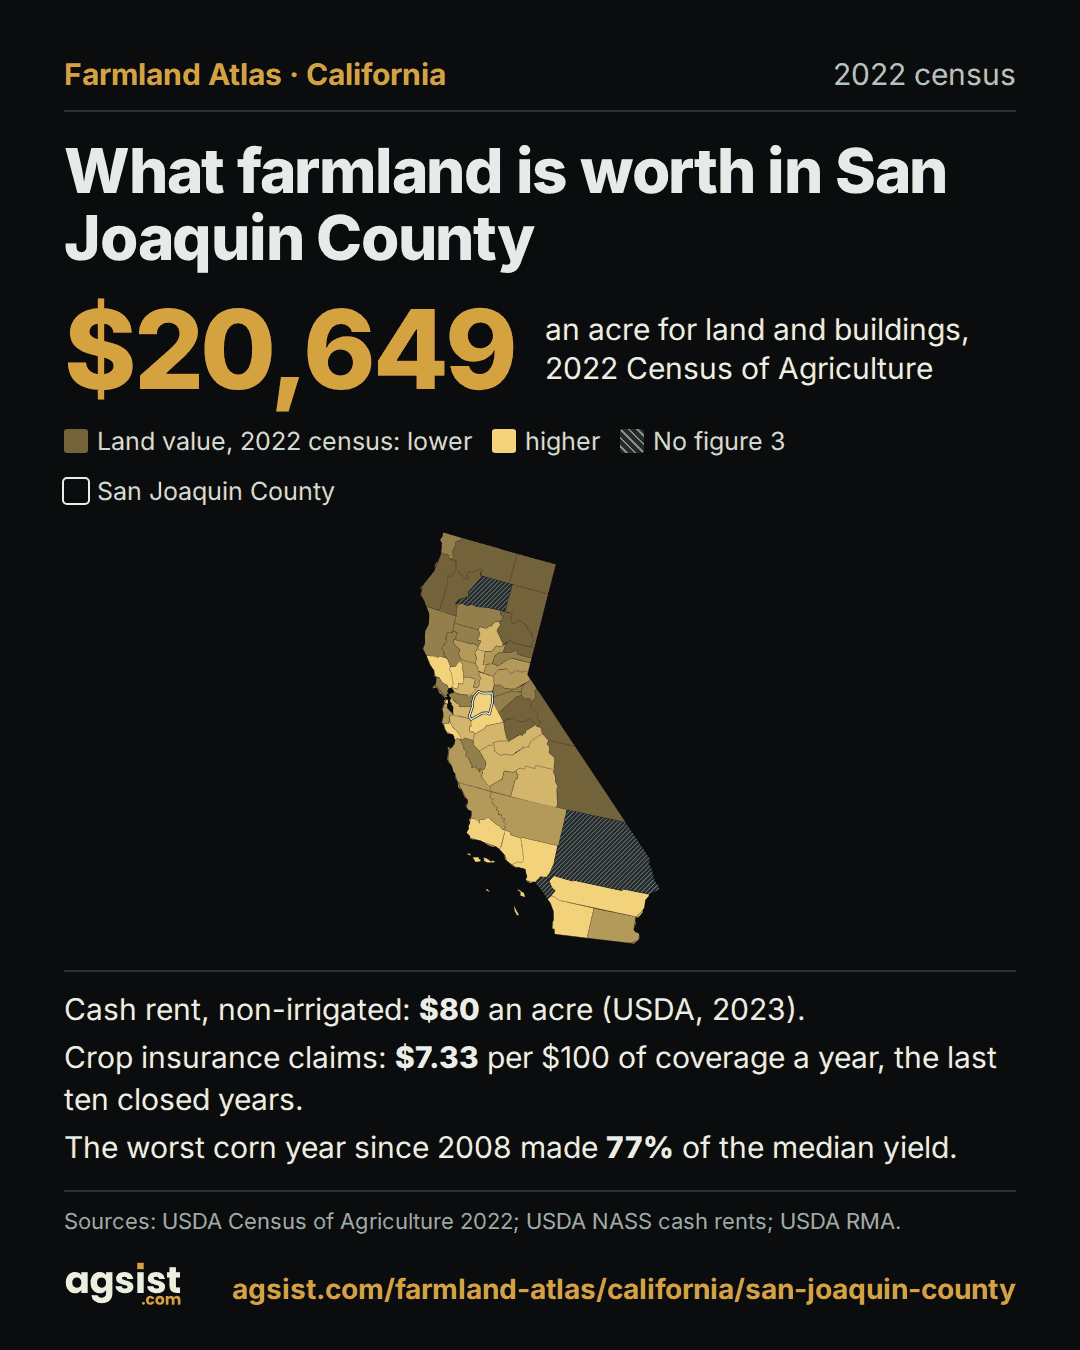 Farmland Atlas · California
2022 census
What farmland is worth in San
Joaquin County
$20,649
an acre for land and buildings,
2022 Census of Agriculture
Land value, 2022 census: lower
higher
No figure 3
San Joaquin County
Cash rent, non-irrigated: $80 an acre (USDA, 2023).
Crop insurance claims: $7.33 per $100 of coverage a year, the last
ten closed years.
The worst corn year since 2008 made 77% of the median yield.
Sources: USDA Census of Agriculture 2022; USDA NASS cash rents; USDA RMA.
agsist
.com
agsist.com/farmland-atlas/california/san-joaquin-county